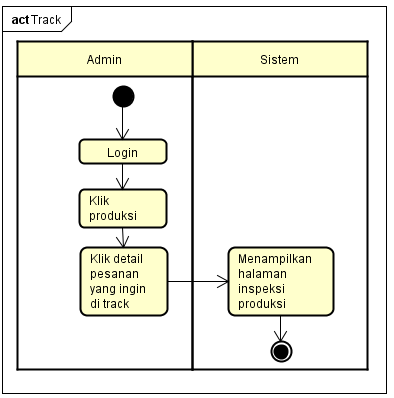 act Track
Admin
Sistem
Login
Klik
produksi
Klik detail
pesanan
yang ingin
di track
Menampilkan
halaman
inspeksi
produksi